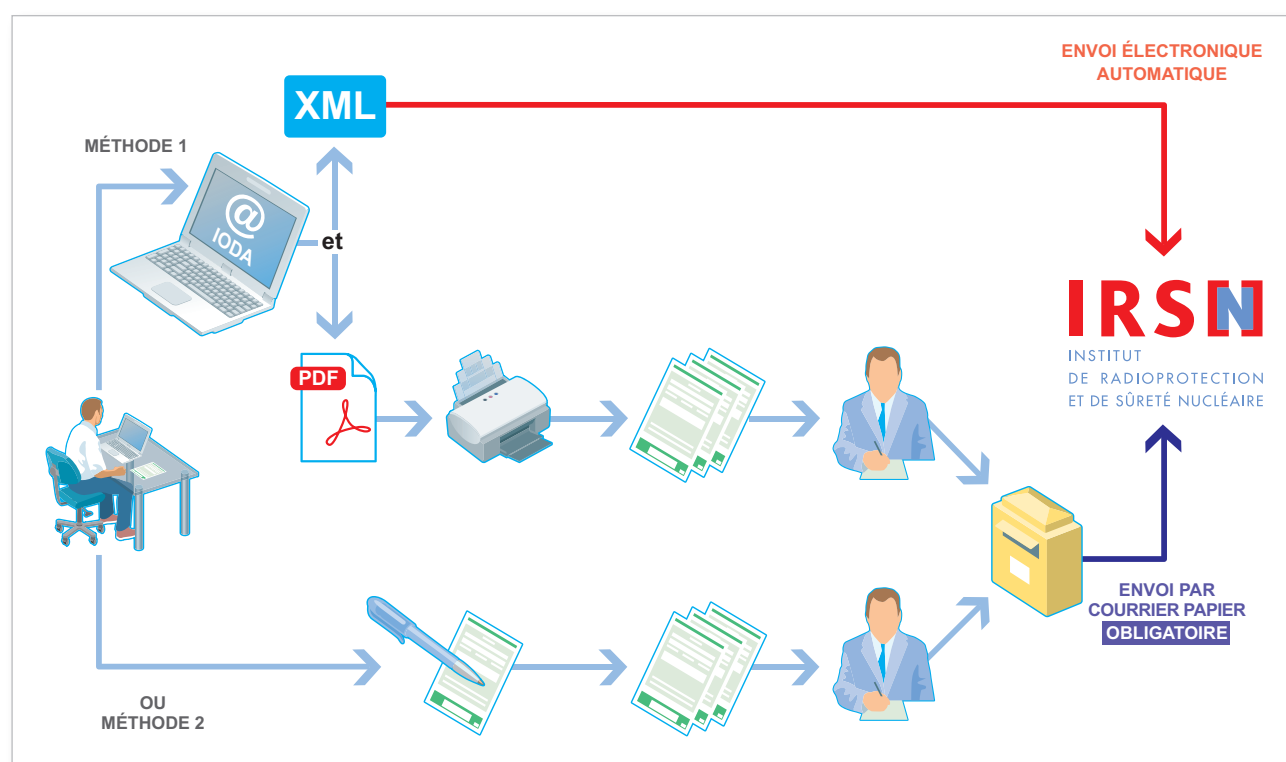 ENVOI ÉLECTRONIQUE
AUTOMATIQUE
XML
MÉTHODE 1
@
IODA
et
PDF
IRSN
INSTITUT
DE RADIOPROTECTION
ET DE SÛRETÉ NUCLÉAIRE
ENVOI PAR
COURRIER PAPIER
OBLIGATOIRE
OU
MÉTHODE 2